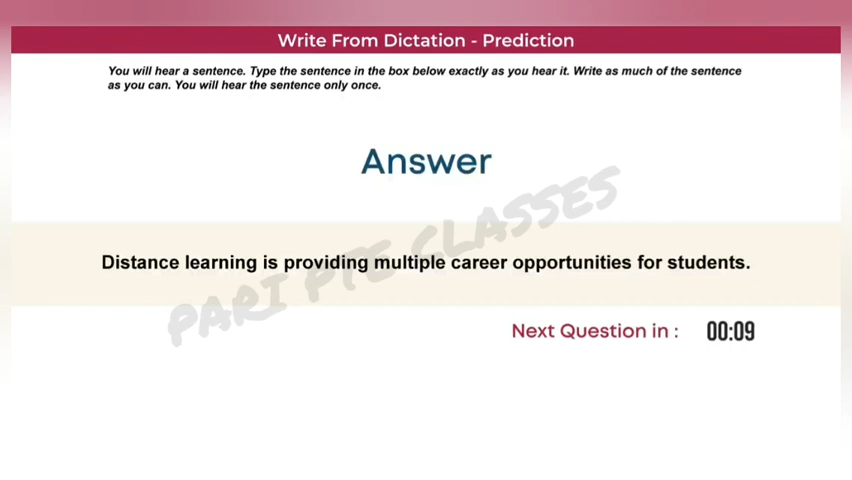 Write From Dictation - Prediction
You will hear a sentence. Type the sentence in the box below exactly as you hear it. Write as much of the sentence
as you can. You will hear the sentence only once.
Answer
PARI PTE CLASSES
Distance learning is providing multiple career opportunities for students.
Next Question in : 00:09